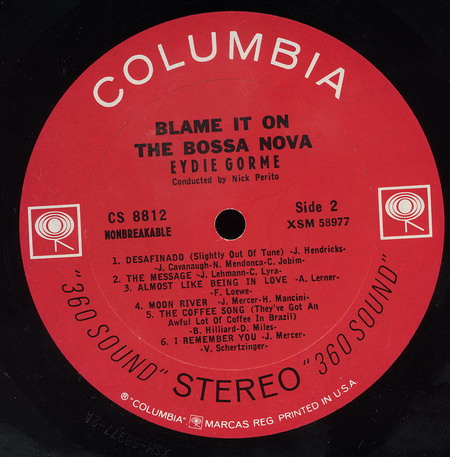 COLUMBIA
BLAME IT ON
THE BOSSA NOVA
EYDIE GORME
Conducted by Nick Perito
CS 8812
NONBREAKABLE
Side 2
XSM 58977
1. DESAFINADO (Slightly Out Of Tune) -J. Hendricks-
-J. Cavanaugh-N. Mendonca-C. Jobim-
2. THE MESSAGE -J. Lehmann-C. Lyra-
3. ALMOST LIKE BEING IN LOVE -A. Lerner-
-F. Loewe-
4. MOON RIVER -J. Mercer-H. Mancini-
5. THE COFFEE SONG (They've Got An
Awful Lot Of Coffee In Brazil)
-B. Hilliard-D. Miles-
6. I REMEMBER YOU -J. Mercer-
-V. Schertzinger-
"360 SOUND" STEREO "360 SOUND"
® "COLUMBIA" MARCAS REG. PRINTED IN U.S.A.
XSM-58977-2A